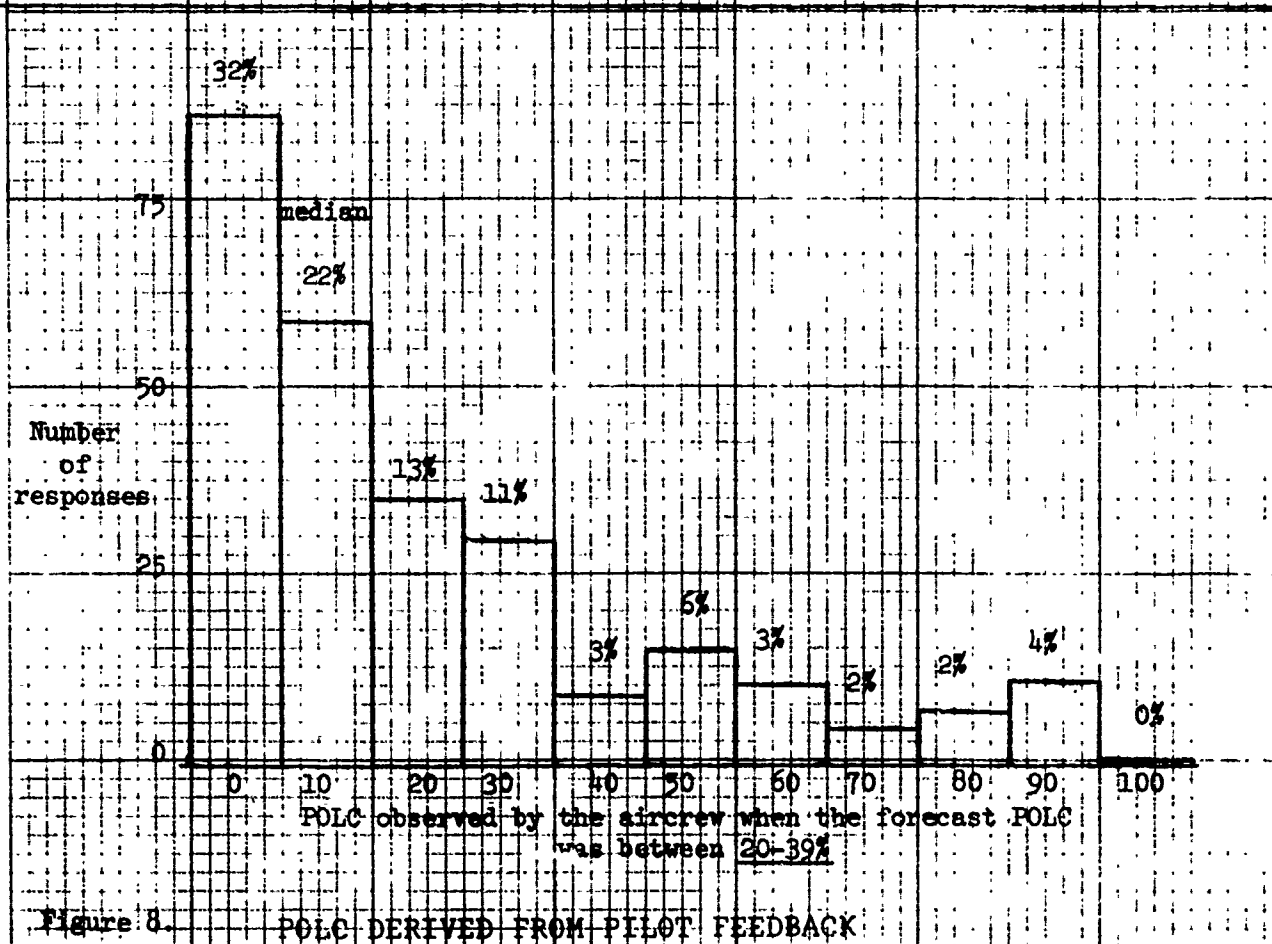 32%
75
median
22%
50
Number
of
responses
13%
11%
25
3%
6%
3%
2%
2%
4%
0%
0
0 10 20 30 40 50 60 70 80 90 100
POLC observed by the aircrew when the forecast POLC
was between 20-39%
Figure 8. POLC DERIVED FROM PILOT FEEDBACK